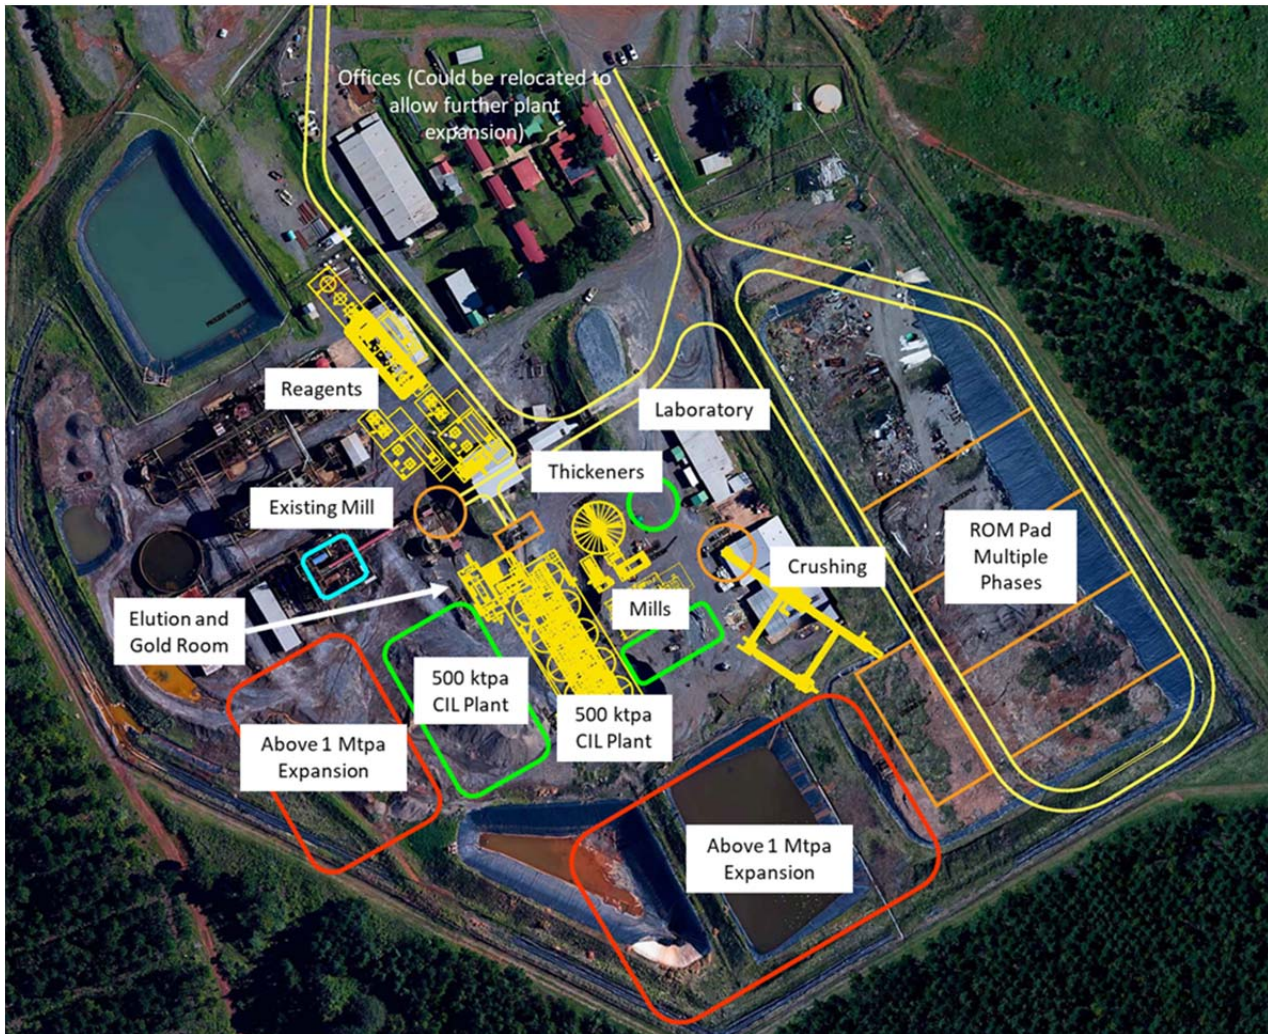 Offices (Could be relocated to
allow further plant
expansion)
Reagents
Laboratory
Thickeners
Existing Mill
ROM Pad
Multiple
Phases
Crushing
Mills
Elution and
Gold Room
500 ktpa
CIL Plant
500 ktpa
CIL Plant
Above 1 Mtpa
Expansion
Above 1 Mtpa
Expansion